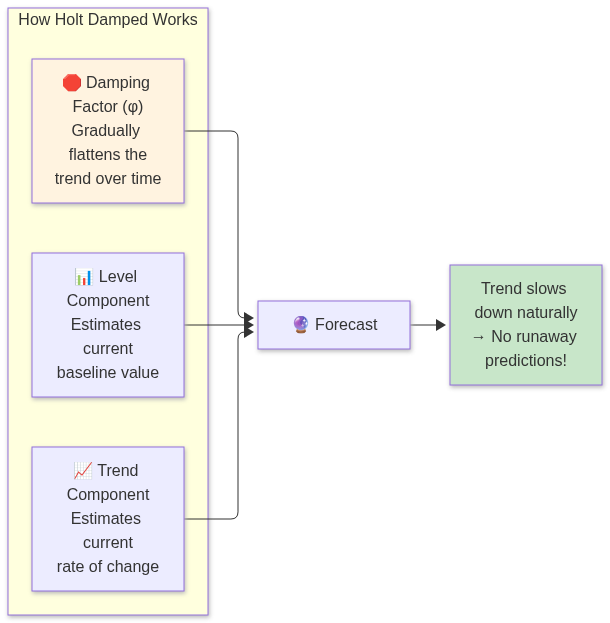 How Holt Damped Works
🛑 Damping
Factor (φ)
Gradually
flattens the
trend over time
📊 Level
Component
Estimates
current
baseline value
📈 Trend
Component
Estimates
current
rate of change
🔮 Forecast
Trend slows
down naturally
→ No runaway
predictions!